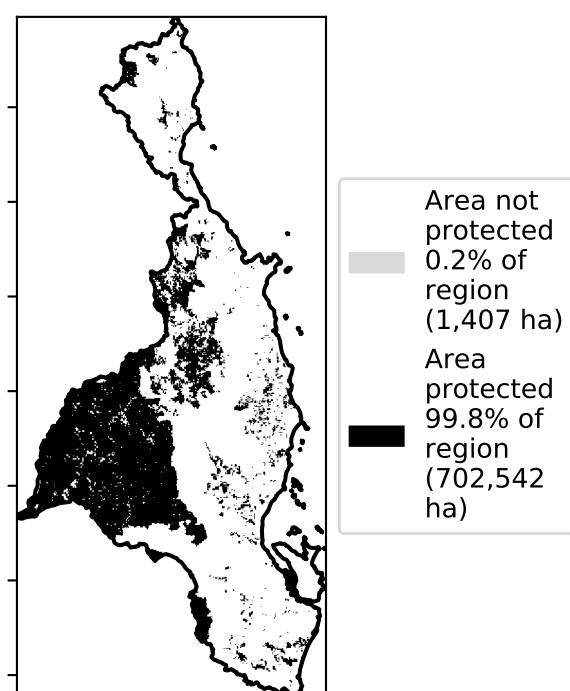 Area not
protected
0.2% of
region
(1,407 ha)
Area
protected
99.8% of
region
(702,542
ha)